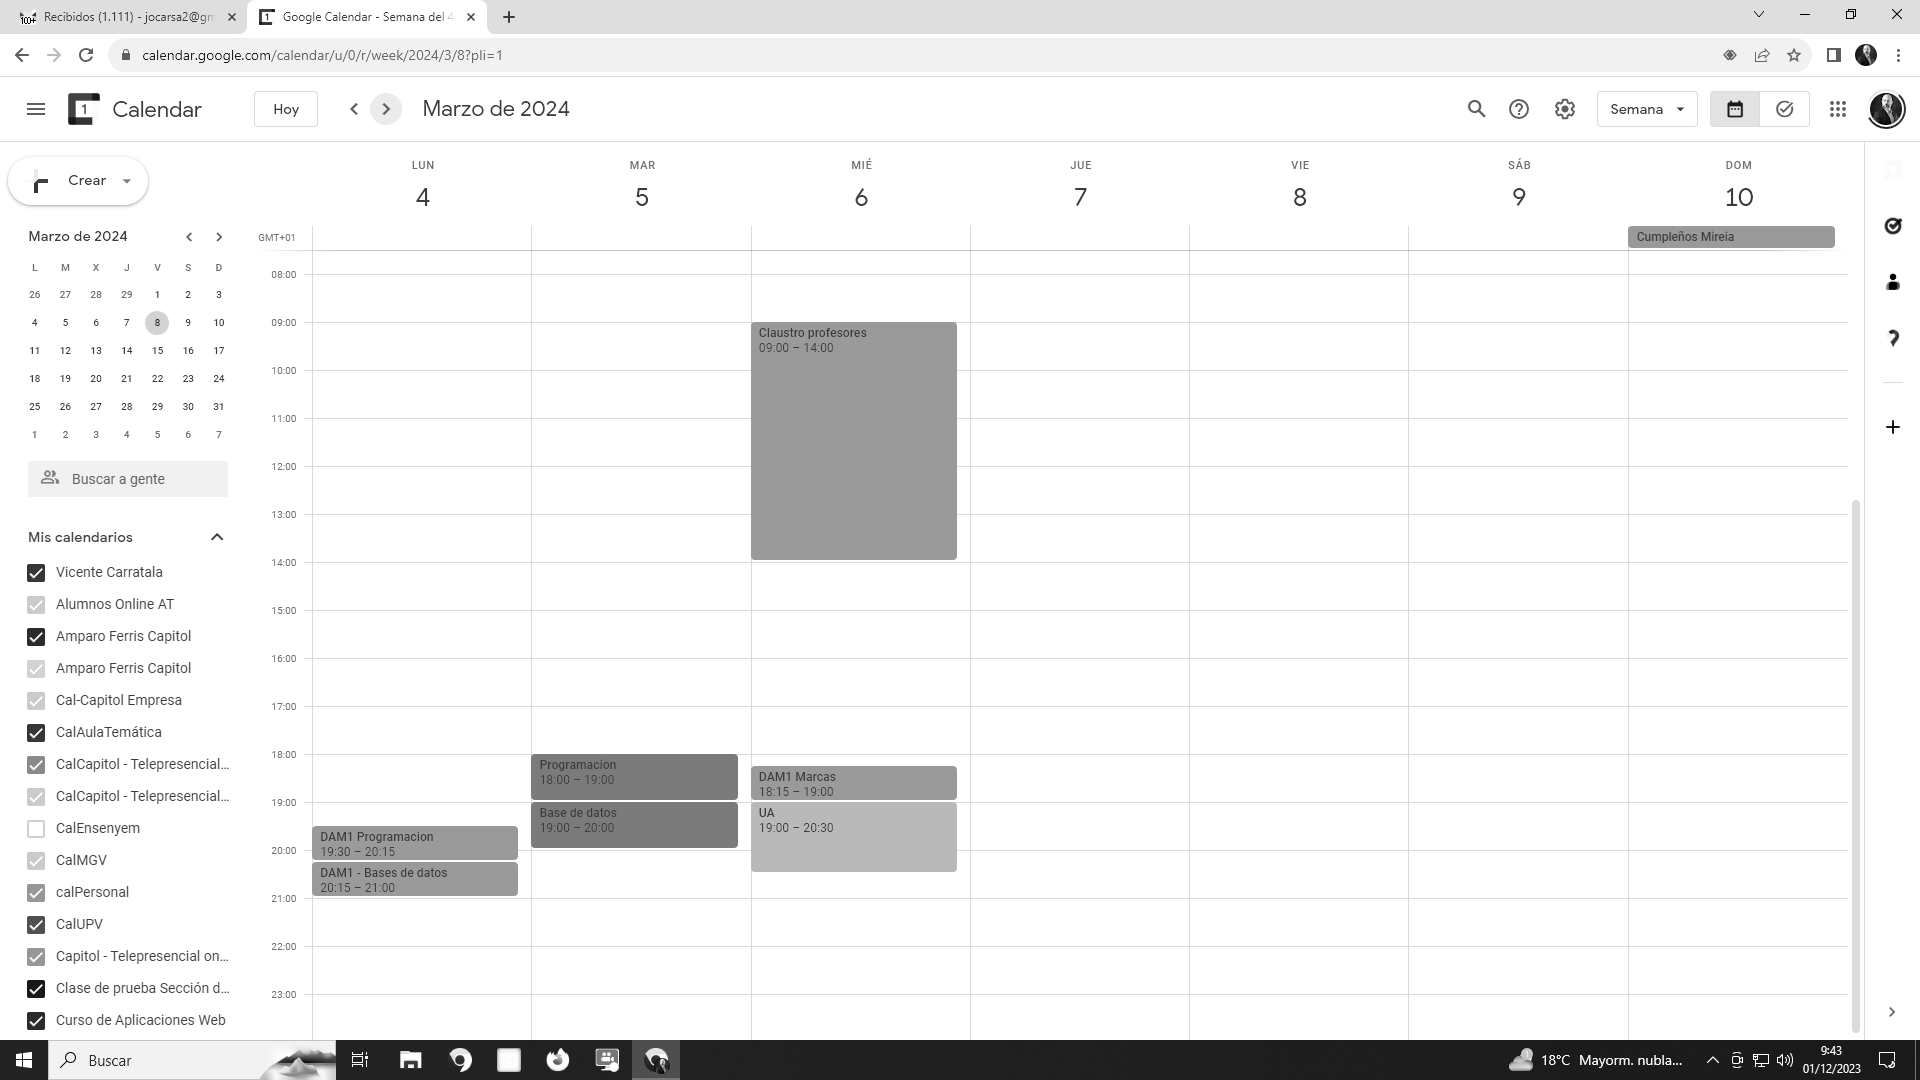 Recibidos (1.111) - jocarsa2@gm
Google Calendar - Semana del 4
calendar.google.com/calendar/u/0/r/week/2024/3/8?pli=1
1 Calendar
Hoy
Marzo de 2024
Semana
Crear
LUN MAR MIÉ JUE VIE SÁB DOM
4 5 6 7 8 9 10
Marzo de 2024
L M X J V S D
26 27 28 29 1 2 3
4 5 6 7 8 9 10
11 12 13 14 15 16 17
18 19 20 21 22 23 24
25 26 27 28 29 30 31
1 2 3 4 5 6 7
Buscar a gente
Mis calendarios
Vicente Carratala
Alumnos Online AT
Amparo Ferris Capitol
Amparo Ferris Capitol
Cal-Capitol Empresa
CalAulaTemática
CalCapitol - Telepresencial...
CalCapitol - Telepresencial...
CalEnsenyem
CalMGV
calPersonal
CalUPV
Capitol - Telepresencial on...
Clase de prueba Sección d...
Curso de Aplicaciones Web
GMT+01
Cumpleños Mireia
08:00
09:00
10:00
11:00
12:00
13:00
14:00
15:00
16:00
17:00
18:00
19:00
20:00
21:00
22:00
23:00
DAM1 Programacion
19:30 – 20:15
DAM1 - Bases de datos
20:15 – 21:00
Programacion
18:00 – 19:00
Base de datos
19:00 – 20:00
Claustro profesores
09:00 – 14:00
DAM1 Marcas
18:15 – 19:00
UA
19:00 – 20:30
Buscar
18°C Mayorm. nubla...
9:43
01/12/2023